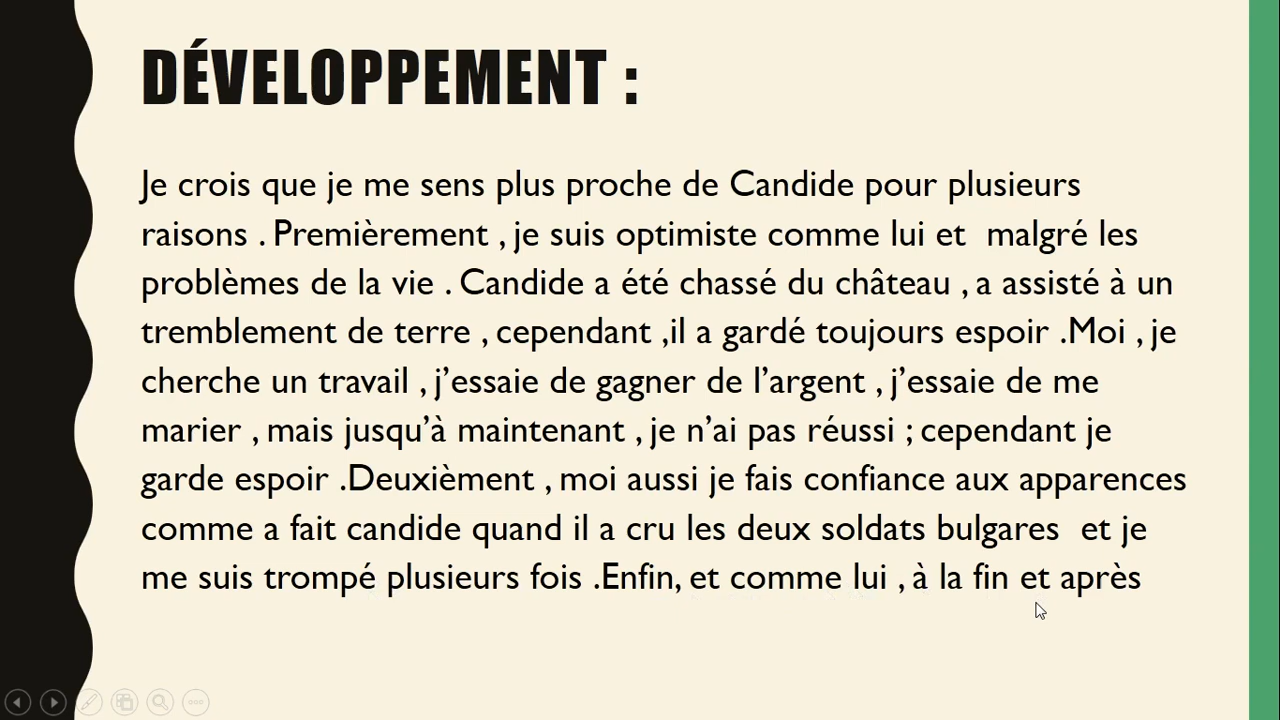 DÉVELOPPEMENT :
Je crois que je me sens plus proche de Candide pour plusieurs
raisons . Premièrement , je suis optimiste comme lui et  malgré les
problèmes de la vie . Candide a été chassé du château , a assisté à un
tremblement de terre , cependant ,il a gardé toujours espoir .Moi , je
cherche un travail , j’essaie de gagner de l’argent , j’essaie de me
marier , mais jusqu’à maintenant , je n’ai pas réussi ; cependant je
garde espoir .Deuxièment , moi aussi je fais confiance aux apparences
comme a fait candide quand il a cru les deux soldats bulgares  et je
me suis trompé plusieurs fois .Enfin, et comme lui , à la fin et après